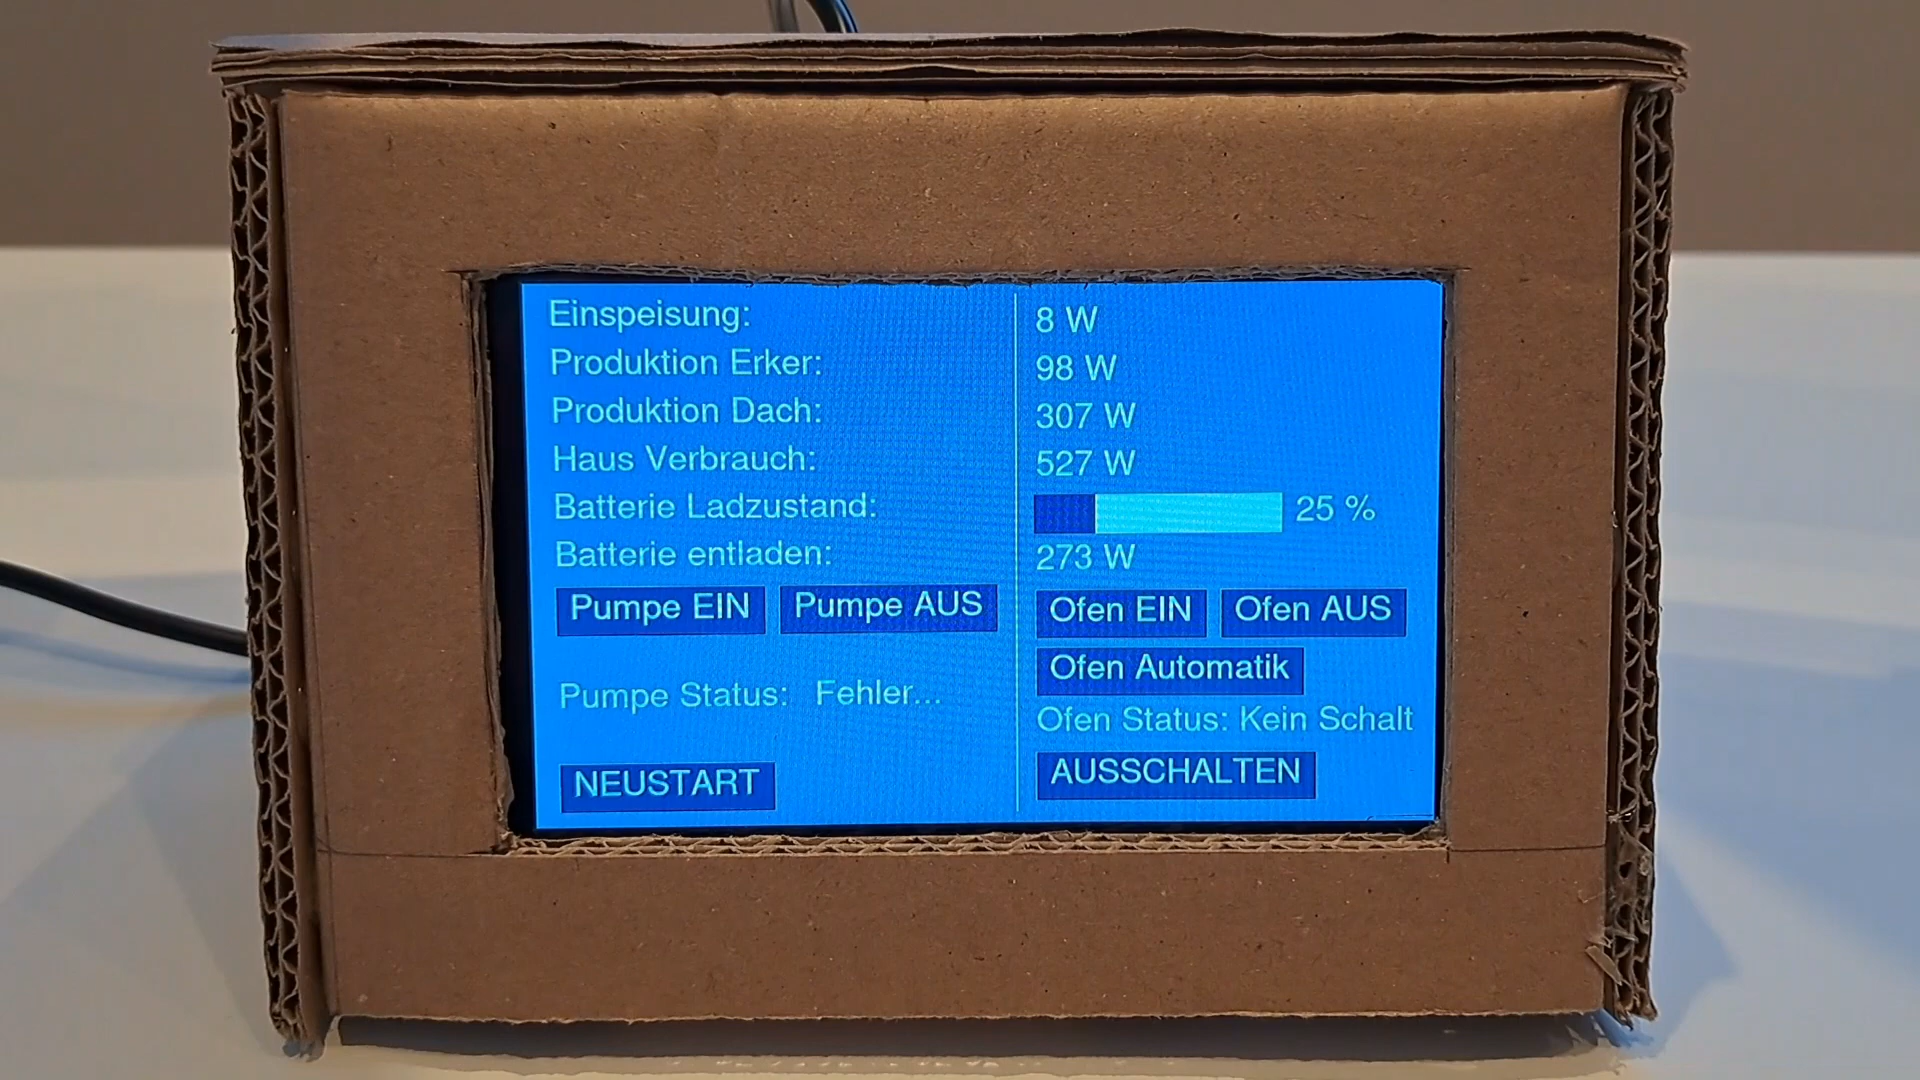 Einspeisung: 8 W
Produktion Erker: 98 W
Produktion Dach: 307 W
Haus Verbrauch: 527 W
Batterie Ladzustand: 25 %
Batterie entladen: 273 W
Pumpe EIN Pumpe AUS Ofen EIN Ofen AUS
Ofen Automatik
Pumpe Status: Fehler...
Ofen Status: Kein Schalt
NEUSTART AUSSCHALTEN